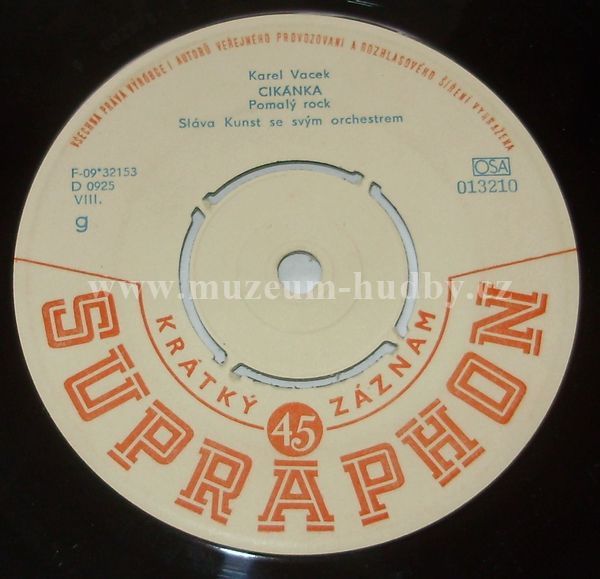 VŠECHNA PRÁVA VÝROBCE I AUTORŮ VEŘEJNÉHO PROVOZOVÁNÍ A ROZHLASOVÉHO ŠÍŘENÍ VYHRAŽENA
Karel Vacek
CIKÁNKA
Pomalý rock
Sláva Kunst se svým orchestrem
F-09*32153
D 0925
VIII.
g
OSA
013210
www.muzeum-hudby.cz
KRÁTKÝ 45 ZÁZNAM
SUPRAPHON